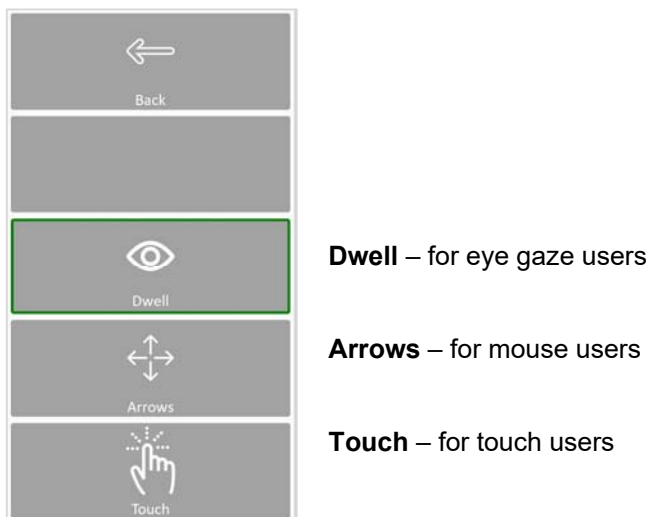 Back
Dwell
Dwell – for eye gaze users
Arrows
Arrows – for mouse users
Touch
Touch – for touch users